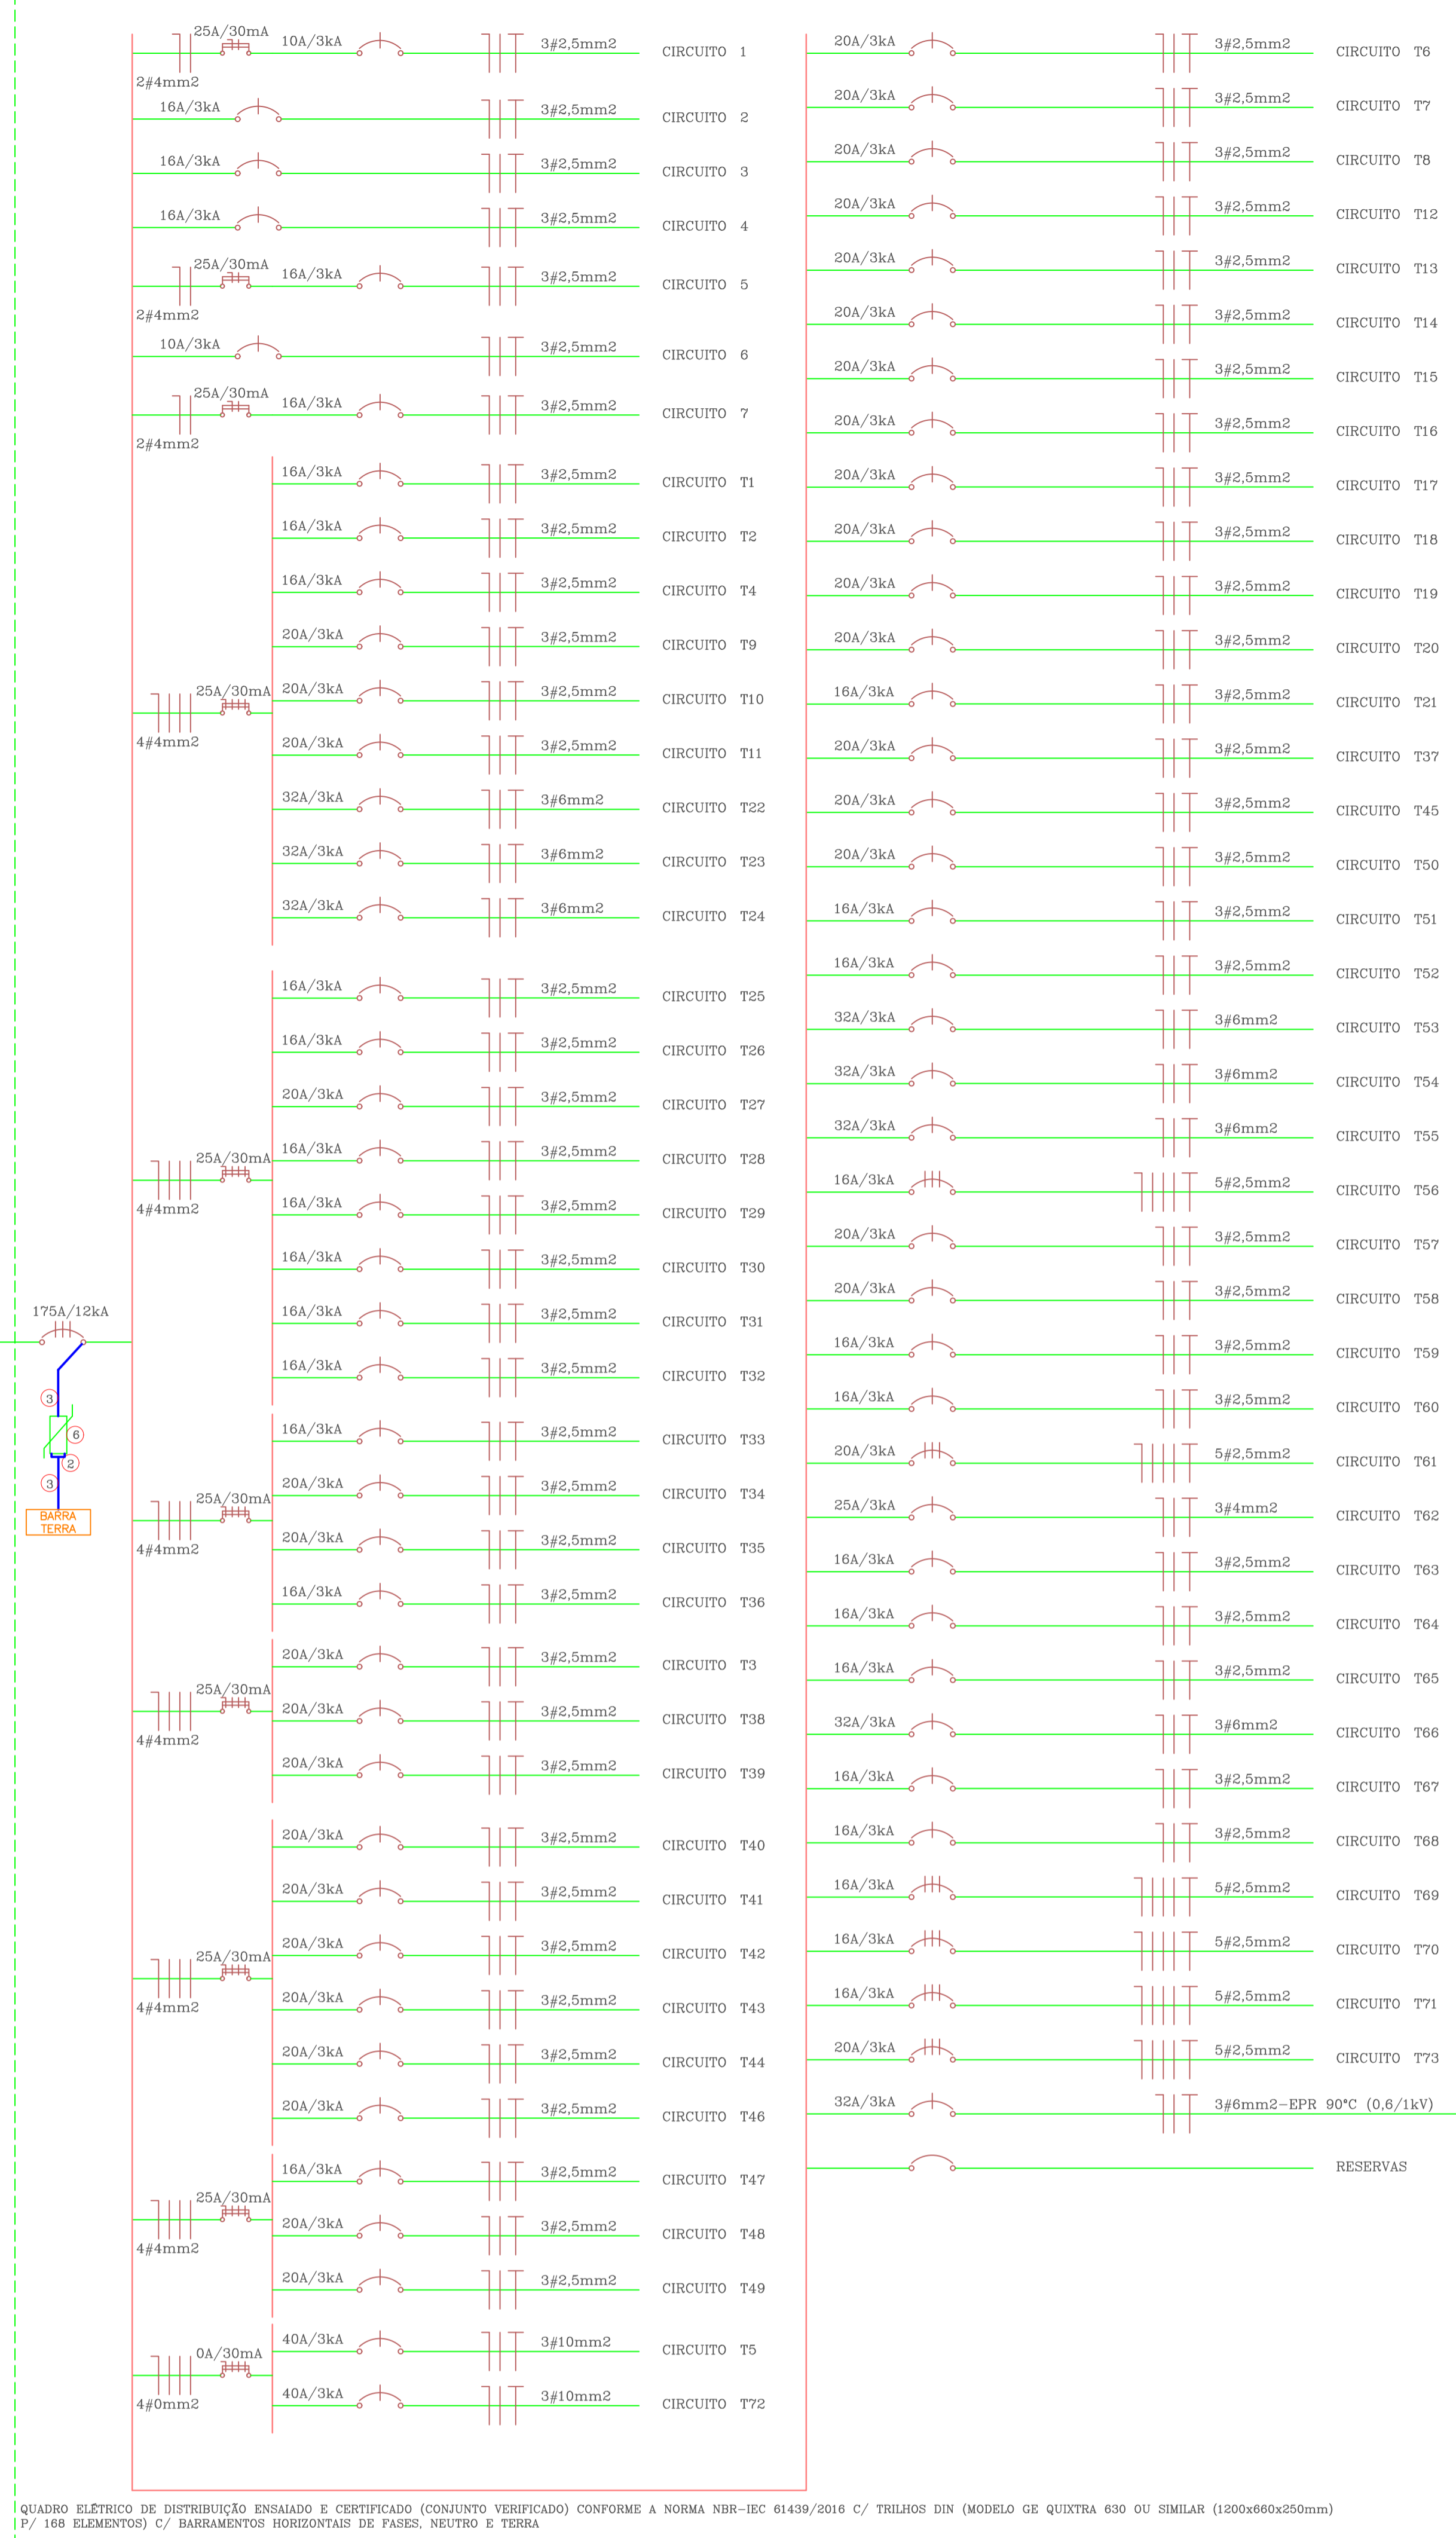 25A/30mA
10A/3kA
3#2,5mm2
CIRCUITO 1
2#4mm2
16A/3kA
3#2,5mm2
CIRCUITO 2
16A/3kA
3#2,5mm2
CIRCUITO 3
16A/3kA
3#2,5mm2
CIRCUITO 4
25A/30mA
16A/3kA
3#2,5mm2
CIRCUITO 5
2#4mm2
10A/3kA
3#2,5mm2
CIRCUITO 6
25A/30mA
16A/3kA
3#2,5mm2
CIRCUITO 7
2#4mm2
16A/3kA
3#2,5mm2
CIRCUITO T1
16A/3kA
3#2,5mm2
CIRCUITO T2
16A/3kA
3#2,5mm2
CIRCUITO T4
20A/3kA
3#2,5mm2
CIRCUITO T9
25A/30mA
4#4mm2
20A/3kA
3#2,5mm2
CIRCUITO T10
20A/3kA
3#2,5mm2
CIRCUITO T11
32A/3kA
3#6mm2
CIRCUITO T22
32A/3kA
3#6mm2
CIRCUITO T23
32A/3kA
3#6mm2
CIRCUITO T24
16A/3kA
3#2,5mm2
CIRCUITO T25
16A/3kA
3#2,5mm2
CIRCUITO T26
20A/3kA
3#2,5mm2
CIRCUITO T27
25A/30mA
4#4mm2
16A/3kA
3#2,5mm2
CIRCUITO T28
16A/3kA
3#2,5mm2
CIRCUITO T29
16A/3kA
3#2,5mm2
CIRCUITO T30
16A/3kA
3#2,5mm2
CIRCUITO T31
16A/3kA
3#2,5mm2
CIRCUITO T32
175A/12kA
3
6
2
3
BARRA
TERRA
16A/3kA
3#2,5mm2
CIRCUITO T33
25A/30mA
4#4mm2
20A/3kA
3#2,5mm2
CIRCUITO T34
20A/3kA
3#2,5mm2
CIRCUITO T35
16A/3kA
3#2,5mm2
CIRCUITO T36
20A/3kA
3#2,5mm2
CIRCUITO T3
25A/30mA
4#4mm2
20A/3kA
3#2,5mm2
CIRCUITO T38
20A/3kA
3#2,5mm2
CIRCUITO T39
20A/3kA
3#2,5mm2
CIRCUITO T40
20A/3kA
3#2,5mm2
CIRCUITO T41
25A/30mA
4#4mm2
20A/3kA
3#2,5mm2
CIRCUITO T42
20A/3kA
3#2,5mm2
CIRCUITO T43
20A/3kA
3#2,5mm2
CIRCUITO T44
20A/3kA
3#2,5mm2
CIRCUITO T46
16A/3kA
3#2,5mm2
CIRCUITO T47
25A/30mA
4#4mm2
20A/3kA
3#2,5mm2
CIRCUITO T48
20A/3kA
3#2,5mm2
CIRCUITO T49
40A/3kA
3#10mm2
CIRCUITO T5
0A/30mA
4#0mm2
40A/3kA
3#10mm2
CIRCUITO T72
20A/3kA
3#2,5mm2
CIRCUITO T6
20A/3kA
3#2,5mm2
CIRCUITO T7
20A/3kA
3#2,5mm2
CIRCUITO T8
20A/3kA
3#2,5mm2
CIRCUITO T12
20A/3kA
3#2,5mm2
CIRCUITO T13
20A/3kA
3#2,5mm2
CIRCUITO T14
20A/3kA
3#2,5mm2
CIRCUITO T15
20A/3kA
3#2,5mm2
CIRCUITO T16
20A/3kA
3#2,5mm2
CIRCUITO T17
20A/3kA
3#2,5mm2
CIRCUITO T18
20A/3kA
3#2,5mm2
CIRCUITO T19
20A/3kA
3#2,5mm2
CIRCUITO T20
16A/3kA
3#2,5mm2
CIRCUITO T21
20A/3kA
3#2,5mm2
CIRCUITO T37
20A/3kA
3#2,5mm2
CIRCUITO T45
20A/3kA
3#2,5mm2
CIRCUITO T50
16A/3kA
3#2,5mm2
CIRCUITO T51
16A/3kA
3#2,5mm2
CIRCUITO T52
32A/3kA
3#6mm2
CIRCUITO T53
32A/3kA
3#6mm2
CIRCUITO T54
32A/3kA
3#6mm2
CIRCUITO T55
16A/3kA
5#2,5mm2
CIRCUITO T56
20A/3kA
3#2,5mm2
CIRCUITO T57
20A/3kA
3#2,5mm2
CIRCUITO T58
16A/3kA
3#2,5mm2
CIRCUITO T59
16A/3kA
3#2,5mm2
CIRCUITO T60
20A/3kA
5#2,5mm2
CIRCUITO T61
25A/3kA
3#4mm2
CIRCUITO T62
16A/3kA
3#2,5mm2
CIRCUITO T63
16A/3kA
3#2,5mm2
CIRCUITO T64
16A/3kA
3#2,5mm2
CIRCUITO T65
32A/3kA
3#6mm2
CIRCUITO T66
16A/3kA
3#2,5mm2
CIRCUITO T67
16A/3kA
3#2,5mm2
CIRCUITO T68
16A/3kA
5#2,5mm2
CIRCUITO T69
16A/3kA
5#2,5mm2
CIRCUITO T70
16A/3kA
5#2,5mm2
CIRCUITO T71
20A/3kA
5#2,5mm2
CIRCUITO T73
32A/3kA
3#6mm2-EPR 90°C (0,6/1kV)
RESERVAS
QUADRO ELÉTRICO DE DISTRIBUIÇÃO ENSAIADO E CERTIFICADO (CONJUNTO VERIFICADO) CONFORME A NORMA NBR-IEC 61439/2016 C/ TRILHOS DIN (MODELO GE QUIXTRA 630 OU SIMILAR (1200x660x250mm)
P/ 168 ELEMENTOS) C/ BARRAMENTOS HORIZONTAIS DE FASES, NEUTRO E TERRA